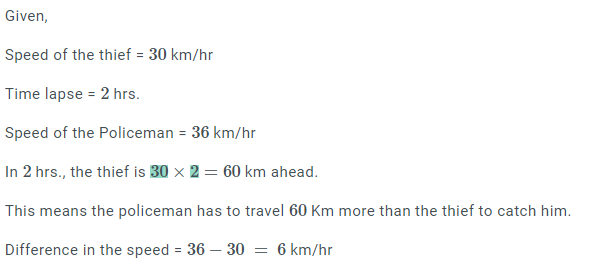 Given,
Speed of the thief = 30 km/hr
Time lapse = 2 hrs.
Speed of the Policeman = 36 km/hr
In 2 hrs., the thief is 30 × 2 = 60 km ahead.
This means the policeman has to travel 60 Km more than the thief to catch him.
Difference in the speed = 36 − 30 = 6 km/hr